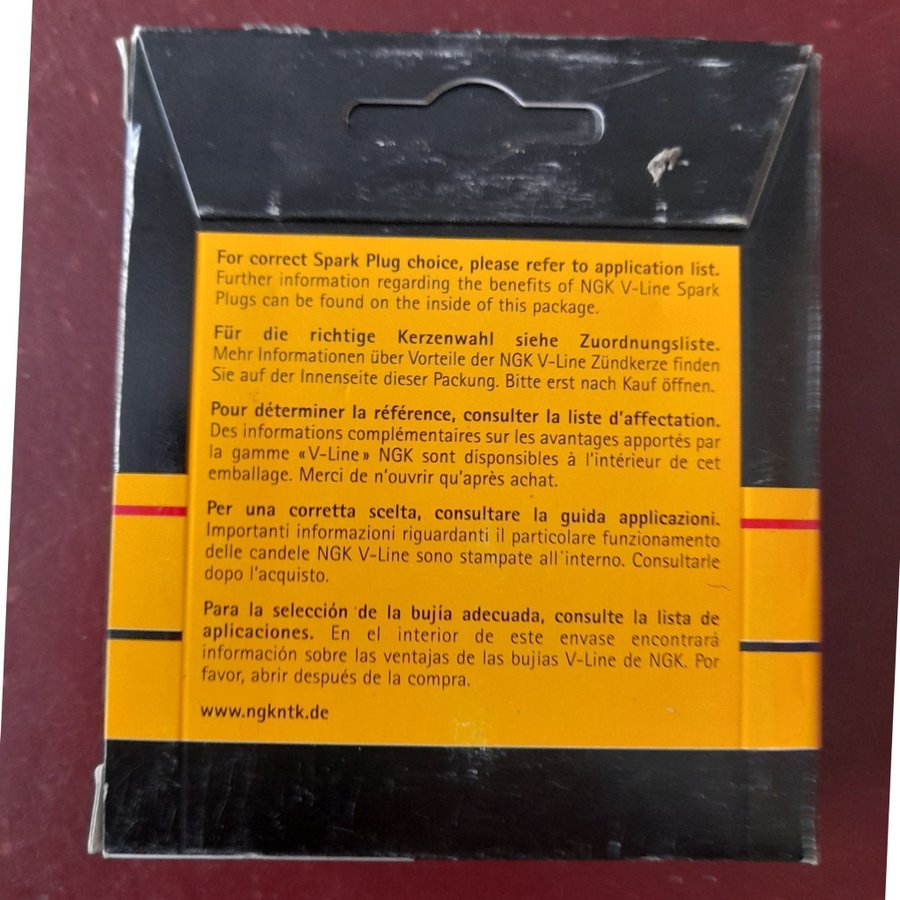 For correct Spark Plug choice, please refer to application list.
Further information regarding the benefits of NGK V-Line Spark
Plugs can be found on the inside of this package.
Für die richtige Kerzenwahl siehe Zuordnungsliste.
Mehr Informationen über Vorteile der NGK V-Line Zündkerze finden
Sie auf der Innenseite dieser Packung. Bitte erst nach Kauf öffnen.
Pour déterminer la référence, consulter la liste d'affectation.
Des informations complémentaires sur les avantages apportés par
la gamme «V-Line» NGK sont disponibles à l'intérieur de cet
emballage. Merci de n'ouvrir qu'après achat.
Per una corretta scelta, consultare la guida applicazioni.
Importanti informazioni riguardanti il particolare funzionamento
delle candele NGK V-Line sono stampate all'interno. Consultarle
dopo l'acquisto.
Para la selección de la bujía adecuada, consulte la lista de
aplicaciones. En el interior de este envase encontrará
información sobre las ventajas de las bujías V-Line de NGK. Por
favor, abrir después de la compra.
www.ngkntk.de